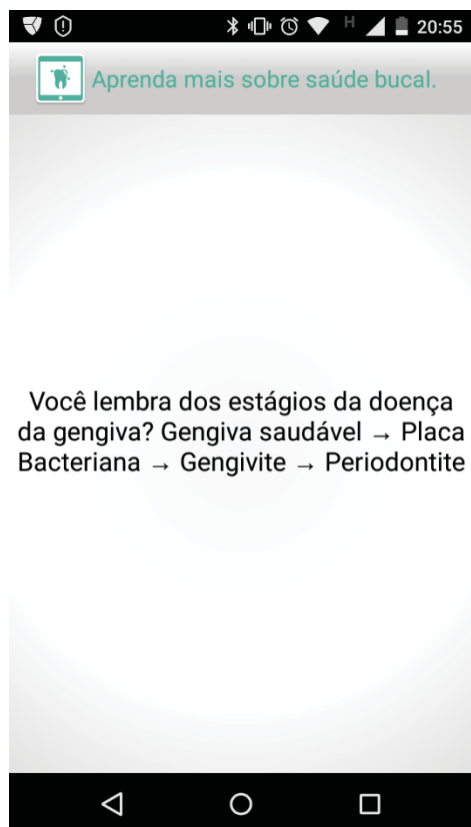 H 20:55
Aprenda mais sobre saúde bucal.
Você lembra dos estágios da doença
da gengiva? Gengiva saudável → Placa
Bacteriana → Gengivite → Periodontite